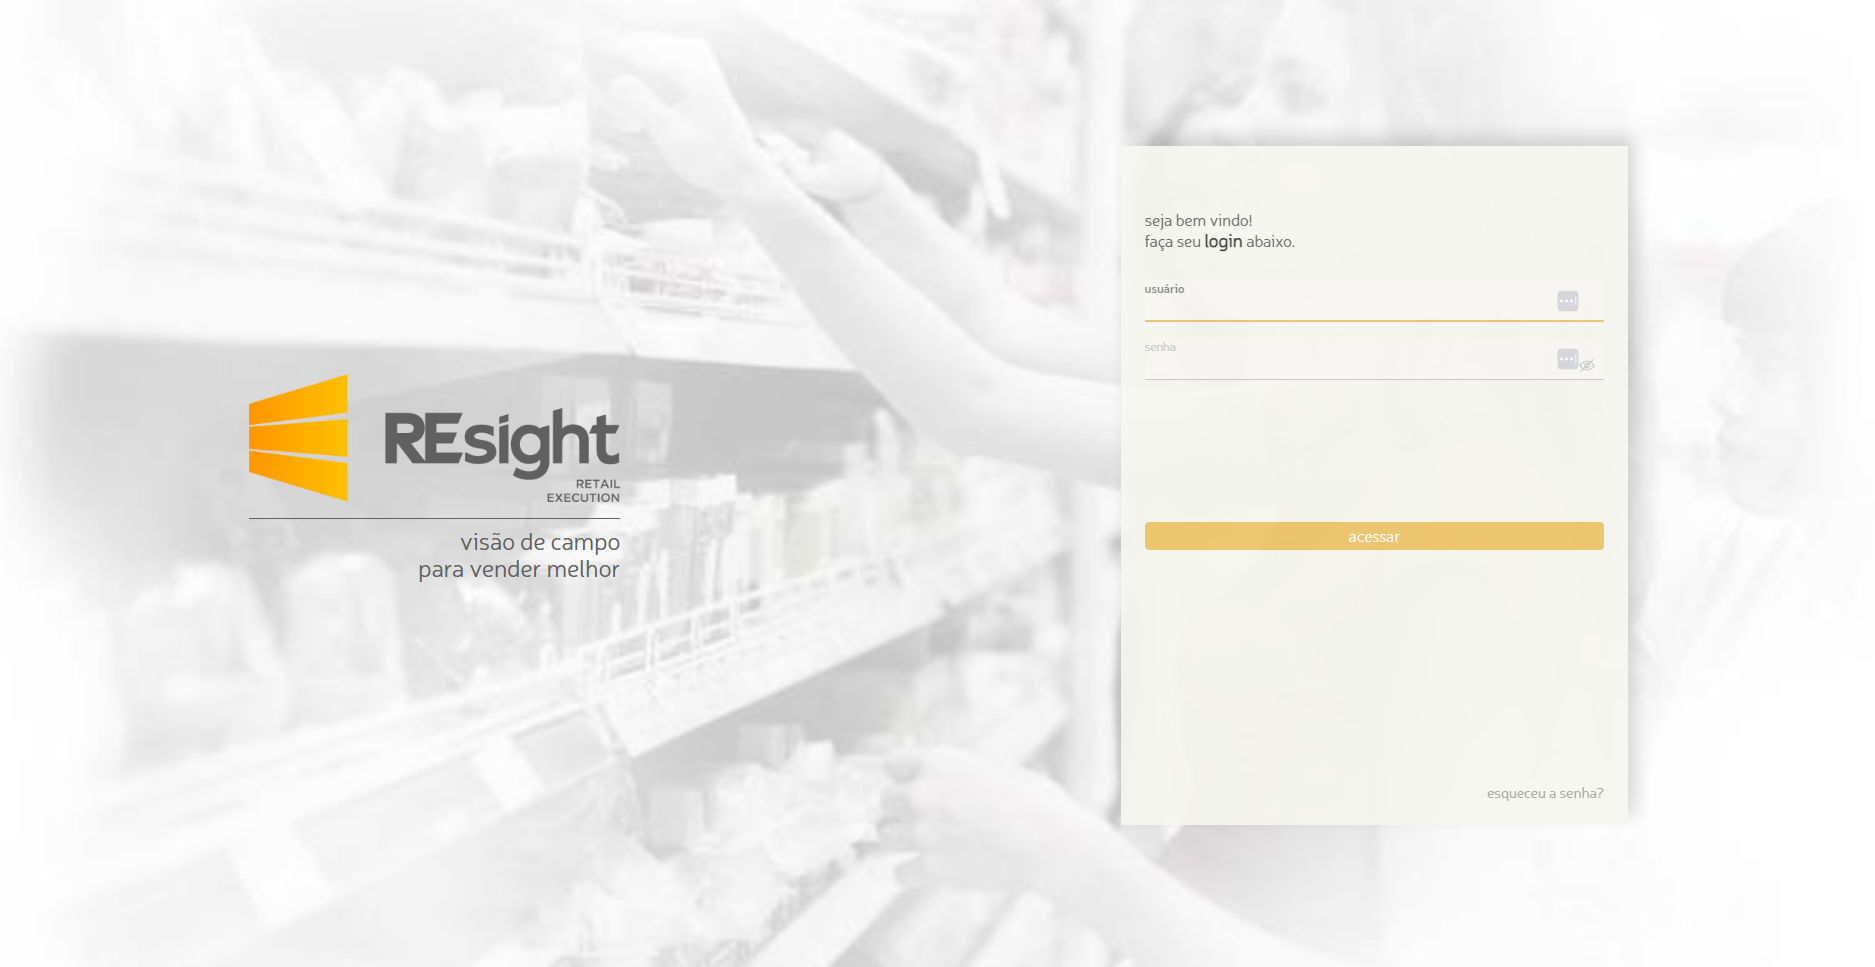 REsight
RETAIL
EXECUTION
visão de campo
para vender melhor
seja bem vindo!
faça seu login abaixo.
usuário
senha
acessar
esqueceu a senha?